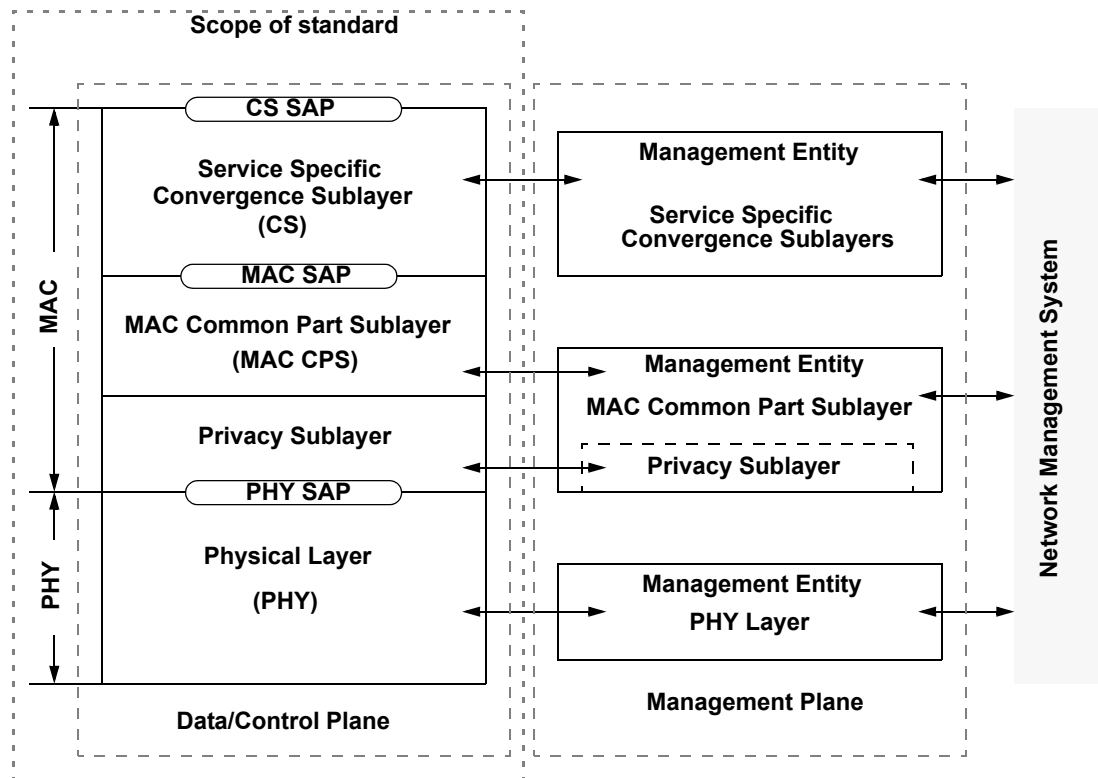 Scope of standard
CS SAP
Service Specific
Convergence Sublayer
(CS)
MAC SAP
MAC Common Part Sublayer
(MAC CPS)
Privacy Sublayer
PHY SAP
Physical Layer
(PHY)
Data/Control Plane
MAC
PHY
Management Entity
Service Specific
Convergence Sublayers
Management Entity
MAC Common Part Sublayer
Privacy Sublayer
Management Entity
PHY Layer
Management Plane
Network Management System